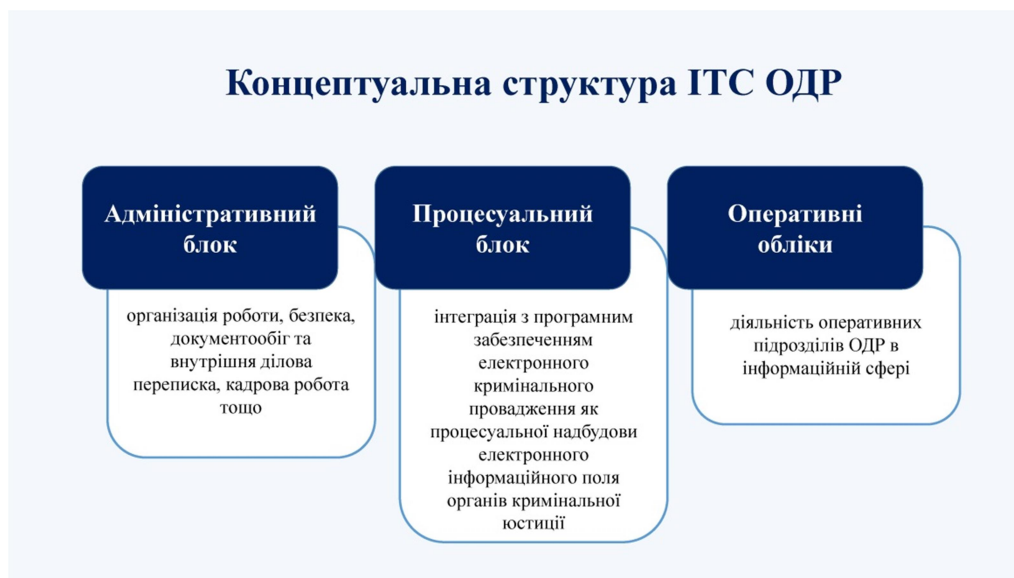 Концептуальна структура ІТС ОДР
Адміністративний
блок
організація роботи, безпека,
документообіг та
внутрішня ділова
переписка, кадрова робота
тощо
Процесуальний
блок
інтеграція з програмним
забезпеченням
електронного
кримінального
провадження як
процесуальної надбудови
електронного
інформаційного поля
органів кримінальної
юстиції
Оперативні
обліки
діяльність оперативних
підрозділів ОДР в
інформаційній сфері